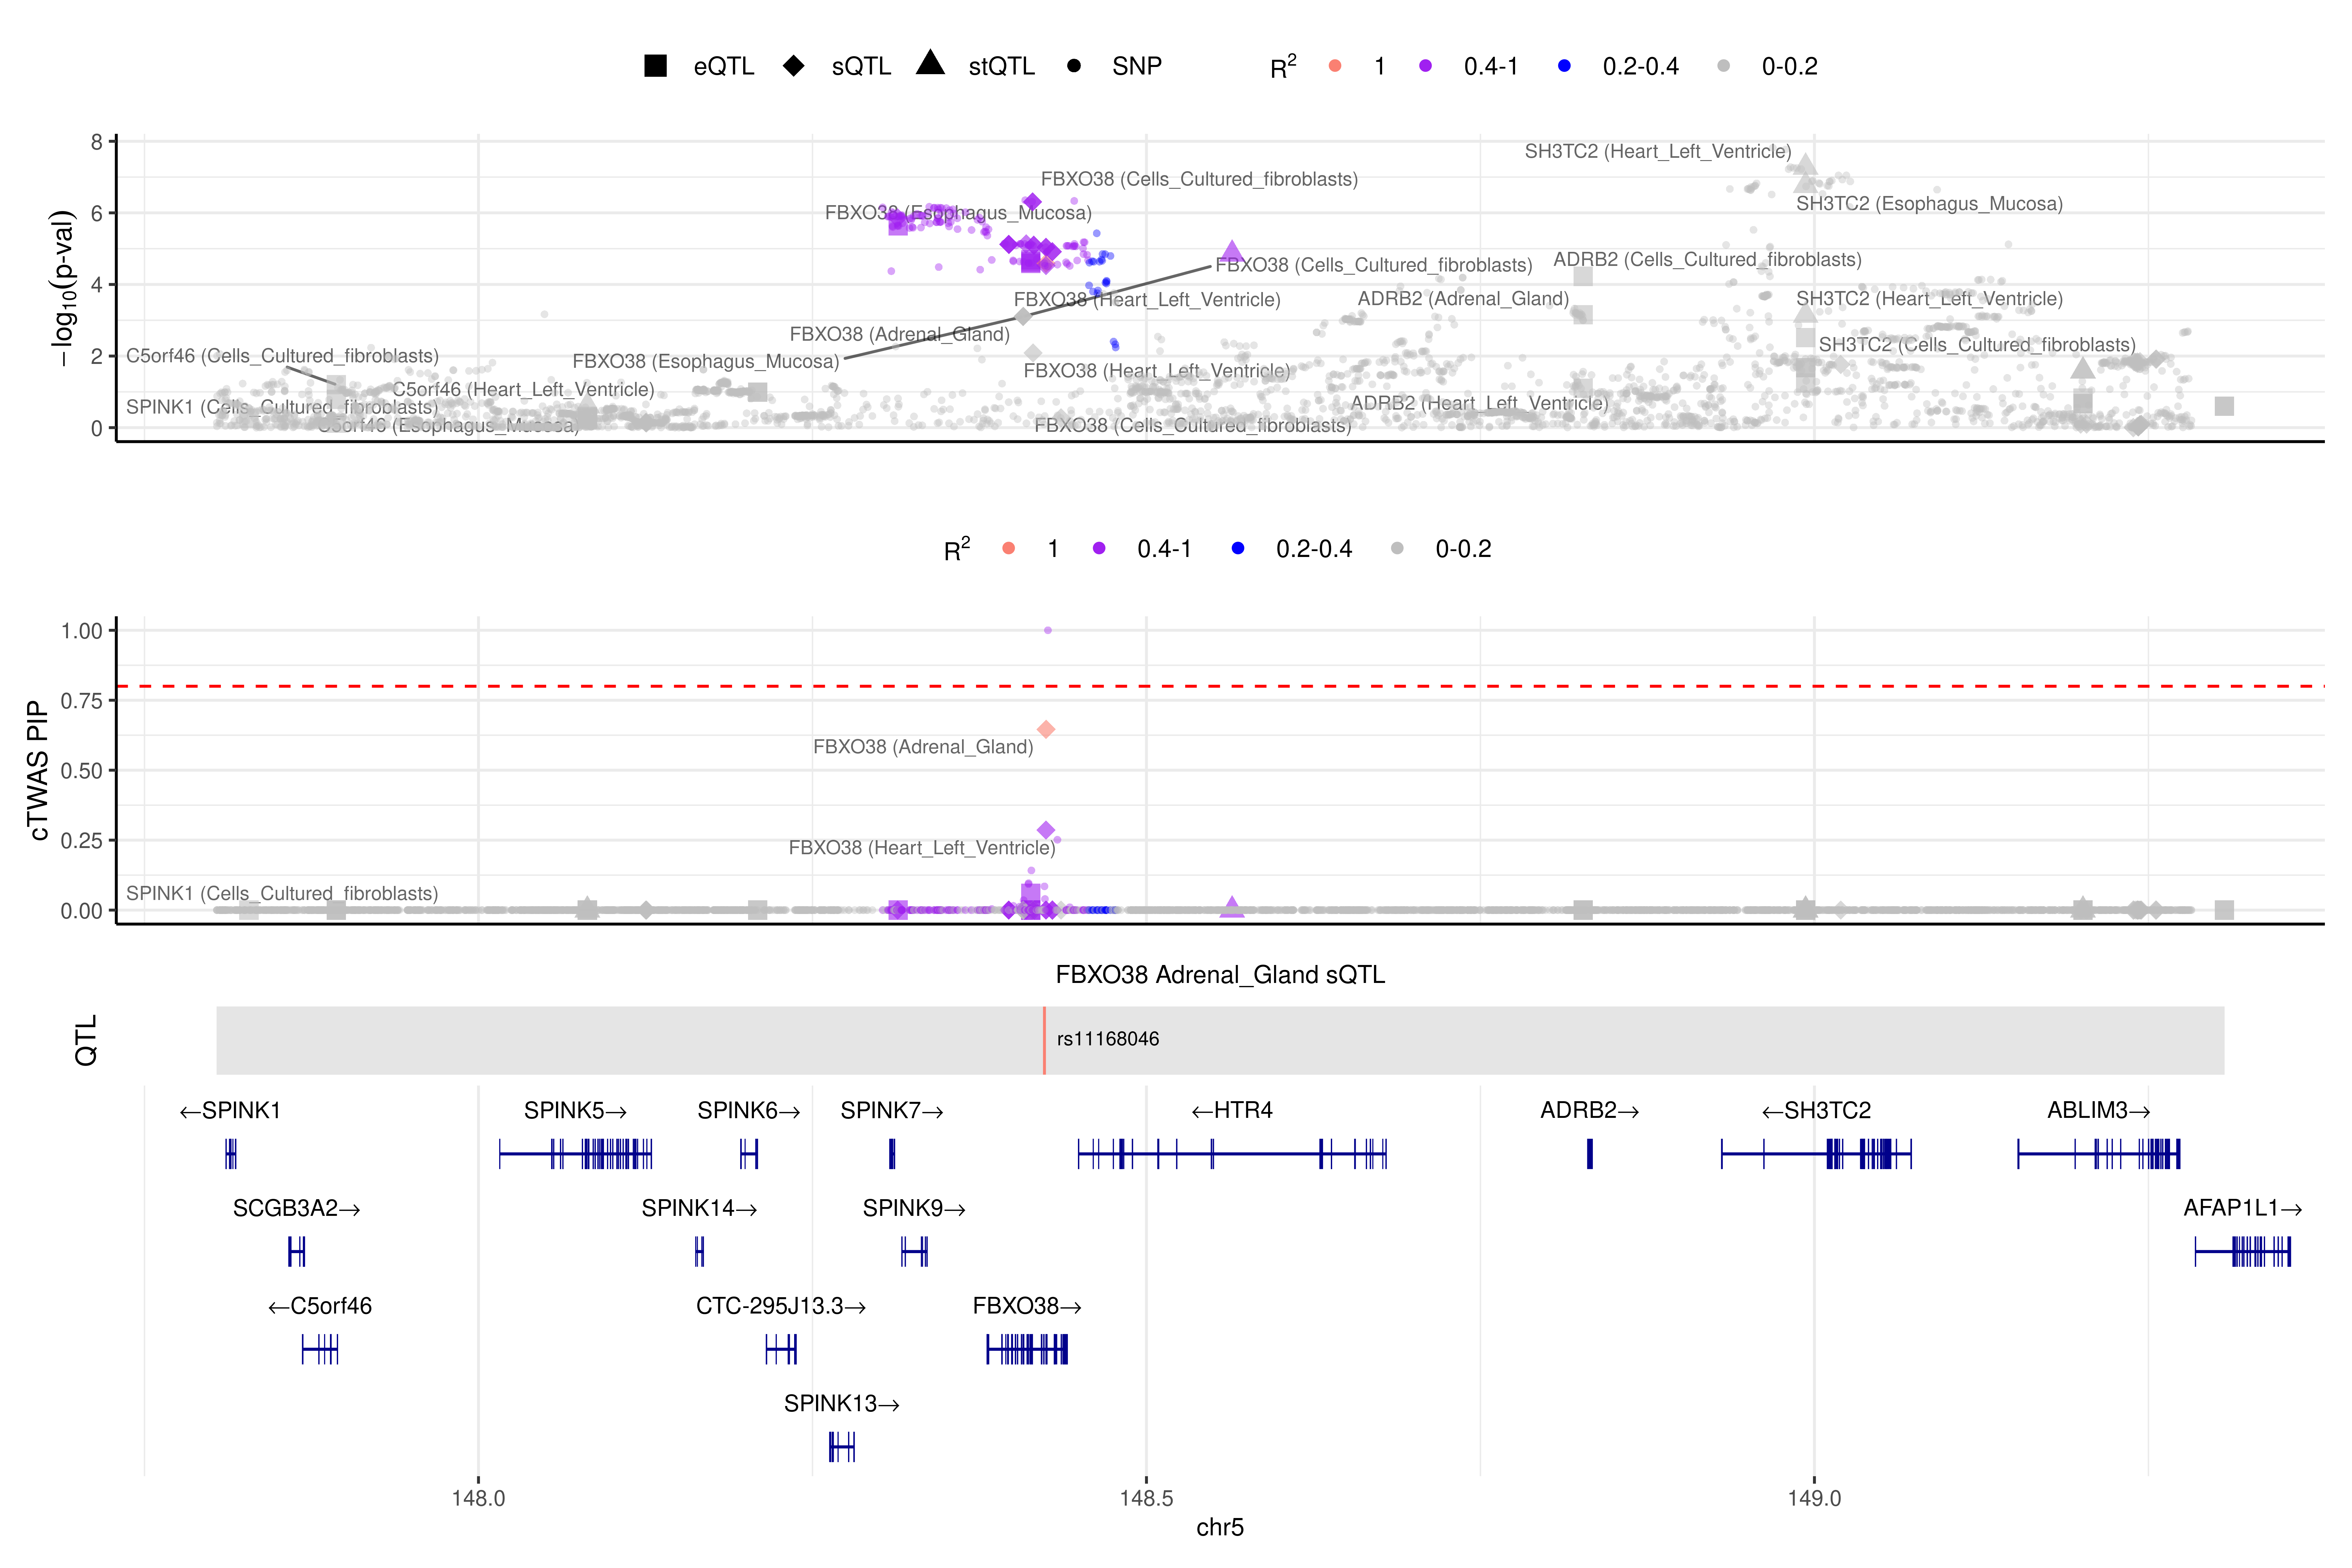 eQTL sQTL stQTL SNP R² 1 0.4-1 0.2-0.4 0-0.2
−log10(p-val)
8
6
4
2
0
SH3TC2 (Heart_Left_Ventricle)
FBXO38 (Cells_Cultured_fibroblasts)
SH3TC2 (Esophagus_Mucosa)
FBXO38 (Esophagus_Mucosa)
ADRB2 (Cells_Cultured_fibroblasts)
FBXO38 (Cells_Cultured_fibroblasts)
FBXO38 (Heart_Left_Ventricle)
ADRB2 (Adrenal_Gland)
SH3TC2 (Heart_Left_Ventricle)
FBXO38 (Adrenal_Gland)
SH3TC2 (Cells_Cultured_fibroblasts)
C5orf46 (Cells_Cultured_fibroblasts)
FBXO38 (Esophagus_Mucosa)
FBXO38 (Heart_Left_Ventricle)
C5orf46 (Heart_Left_Ventricle)
SPINK1 (Cells_Cultured_fibroblasts)
ADRB2 (Heart_Left_Ventricle)
C5orf46 (Esophagus_Mucosa)
FBXO38 (Cells_Cultured_fibroblasts)
R² 1 0.4-1 0.2-0.4 0-0.2
cTWAS PIP
1.00
0.75
0.50
0.25
0.00
FBXO38 (Adrenal_Gland)
FBXO38 (Heart_Left_Ventricle)
SPINK1 (Cells_Cultured_fibroblasts)
FBXO38 Adrenal_Gland sQTL
QTL
rs11168046
←SPINK1 SPINK5→ SPINK6→ SPINK7→ ←HTR4 ADRB2→ ←SH3TC2 ABLIM3→
SCGB3A2→ SPINK14→ SPINK9→ AFAP1L1→
←C5orf46 CTC-295J13.3→ FBXO38→
SPINK13→
148.0 148.5 149.0
chr5